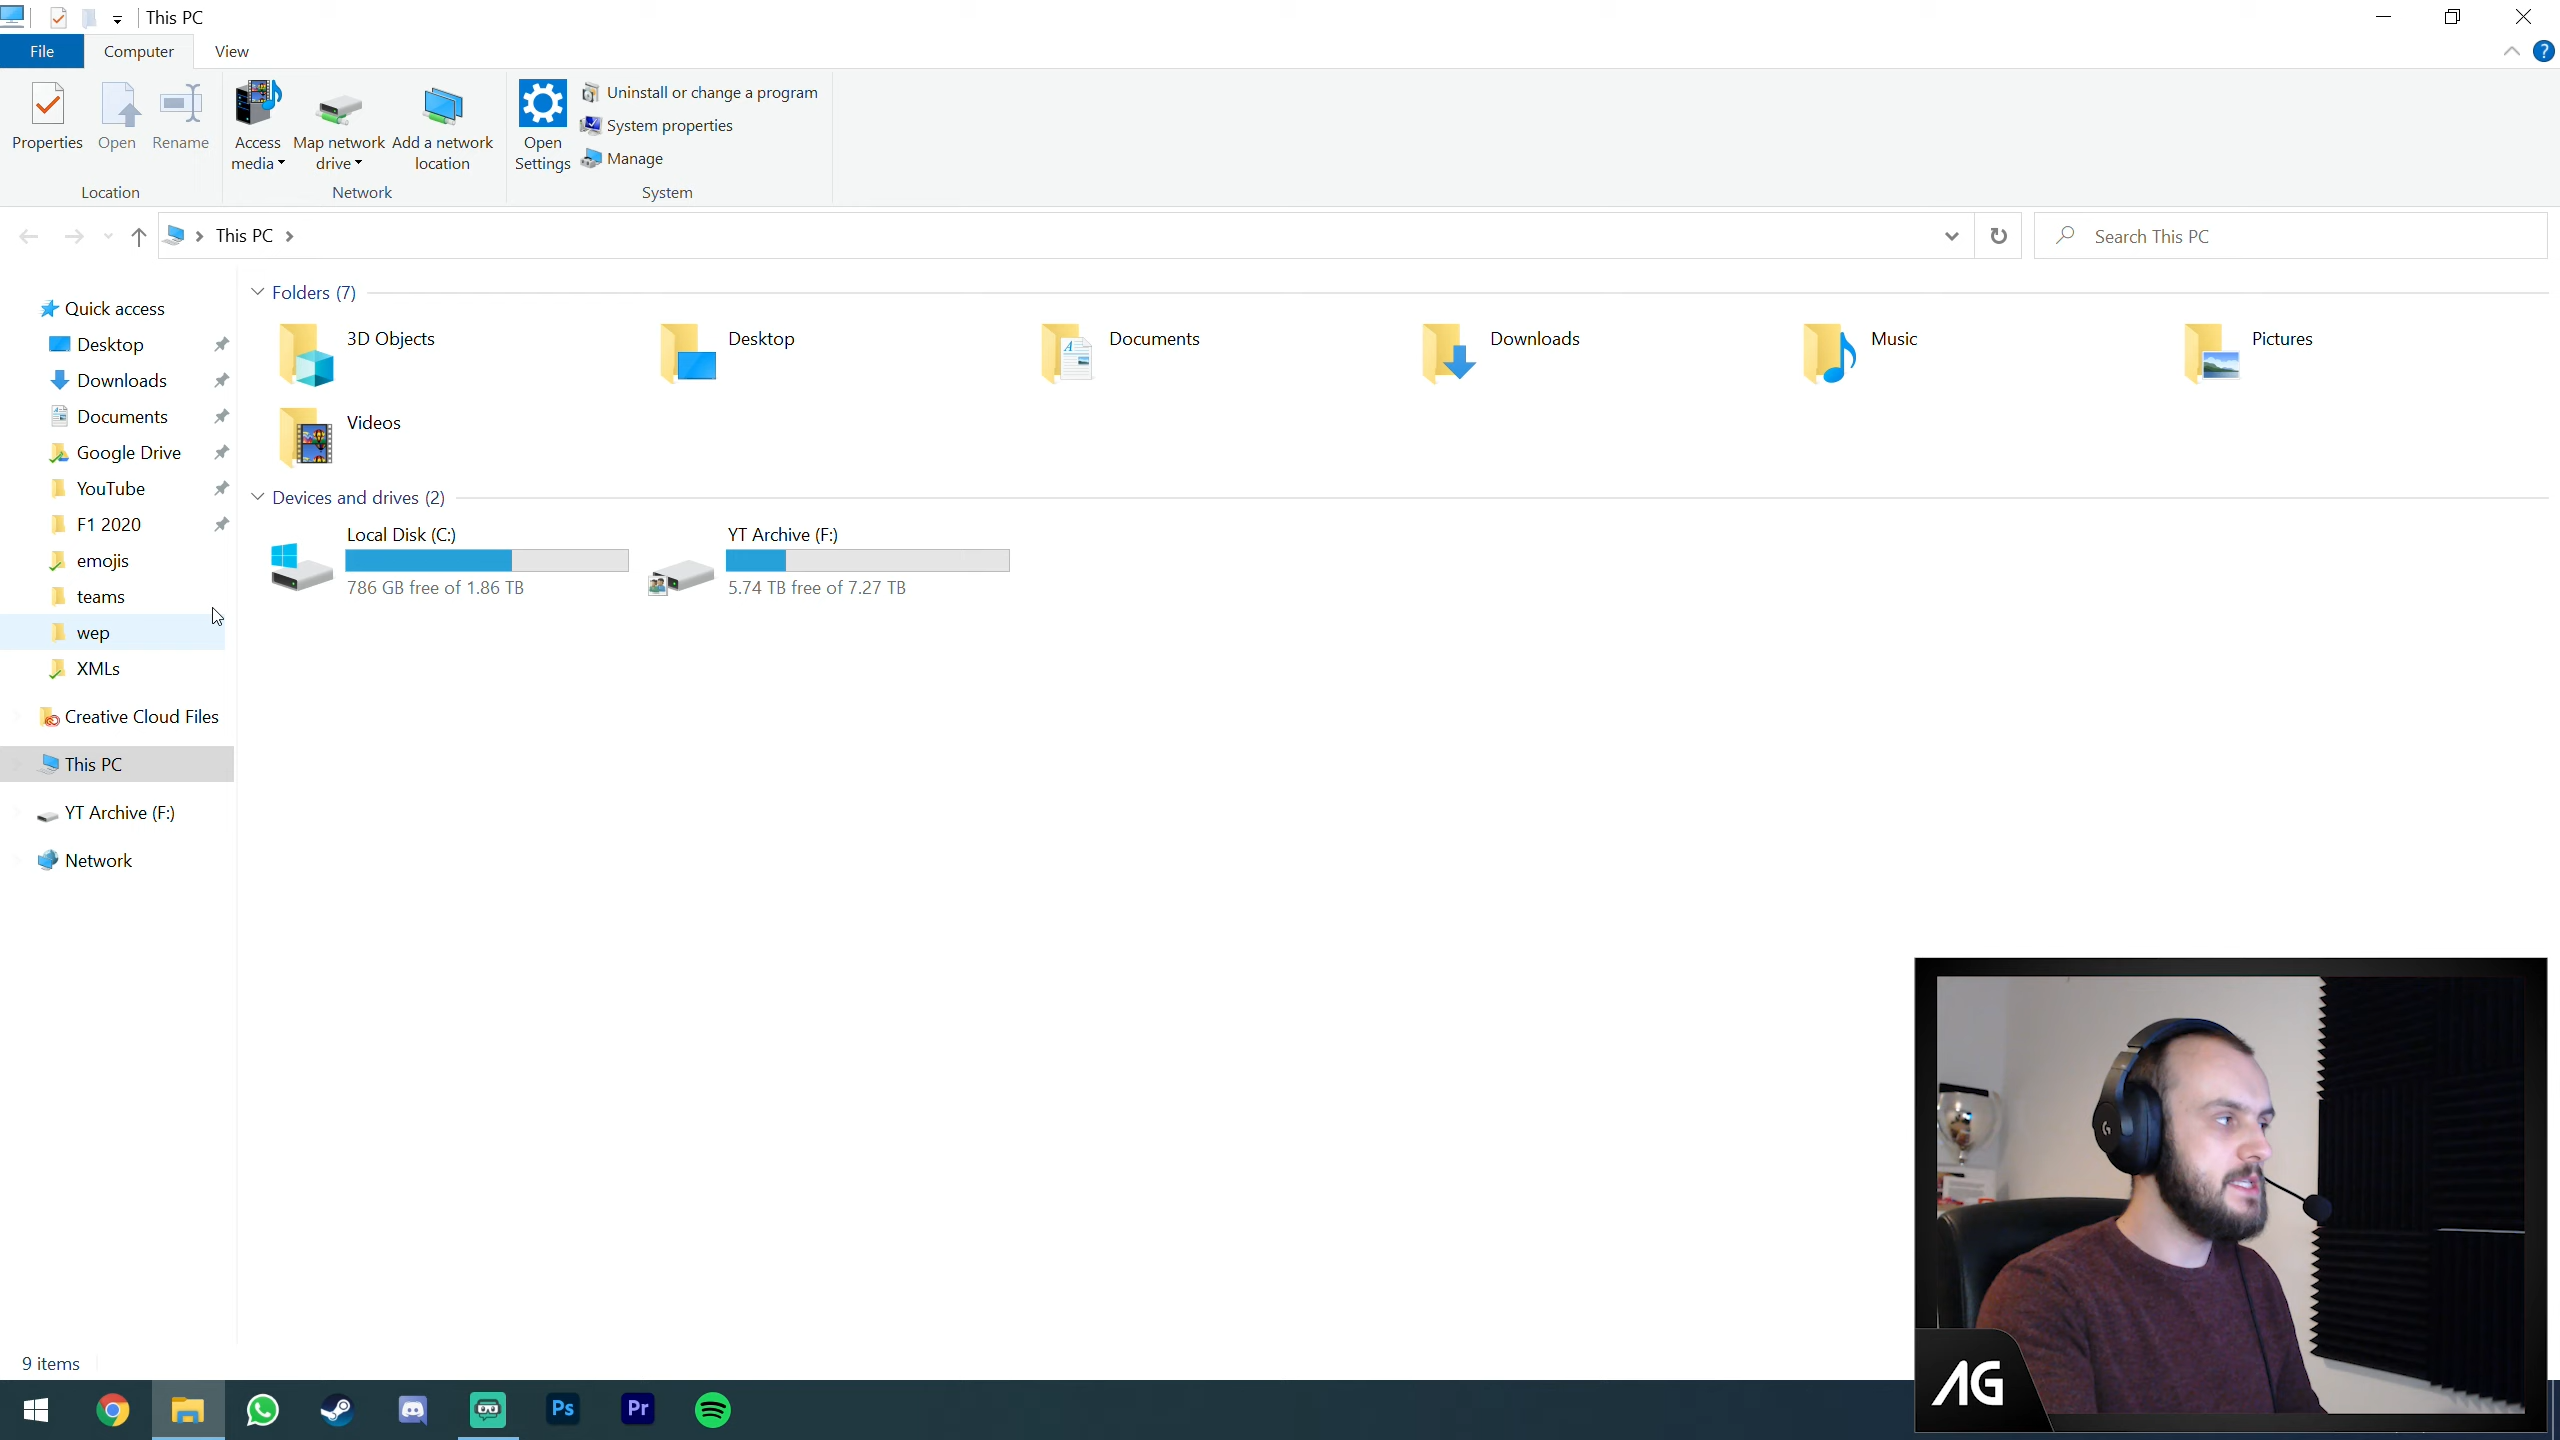 This PC
File
Computer
View
Properties
Open
Rename
Access
media
Map network
drive
Add a network
location
Open
Settings
Uninstall or change a program
System properties
Manage
Location
Network
System
This PC
Search This PC
Quick access
Desktop
Downloads
Documents
Google Drive
YouTube
F1 2020
emojis
teams
wep
XMLs
Creative Cloud Files
This PC
YT Archive (F:)
Network
Folders (7)
3D Objects
Desktop
Documents
Downloads
Music
Pictures
Videos
Devices and drives (2)
Local Disk (C:)
786 GB free of 1.86 TB
YT Archive (F:)
5.74 TB free of 7.27 TB
9 items
Ps
Pr
AG